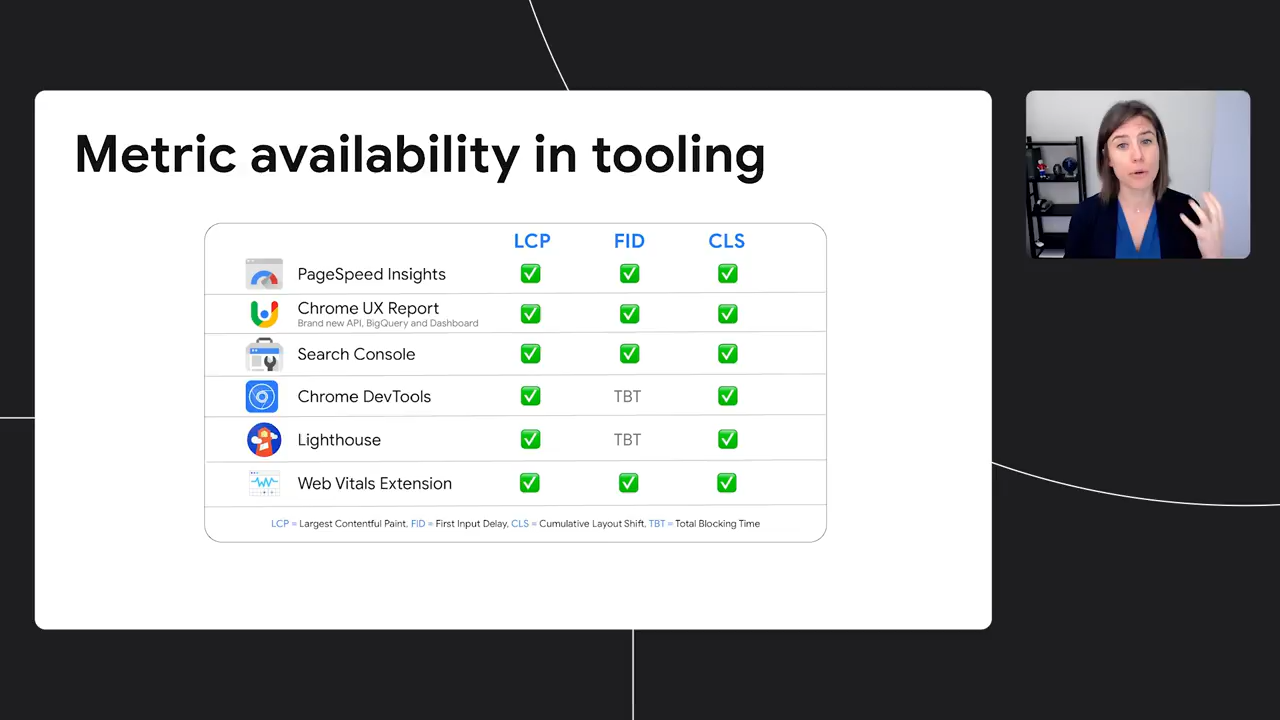 Metric availability in tooling
LCP FID CLS
PageSpeed Insights ✅ ✅ ✅
Chrome UX Report ✅ ✅ ✅
Brand new API, BigQuery and Dashboard
Search Console ✅ ✅ ✅
Chrome DevTools ✅ TBT ✅
Lighthouse ✅ TBT ✅
Web Vitals Extension ✅ ✅ ✅
LCP = Largest Contentful Paint, FID = First Input Delay, CLS = Cumulative Layout Shift, TBT = Total Blocking Time